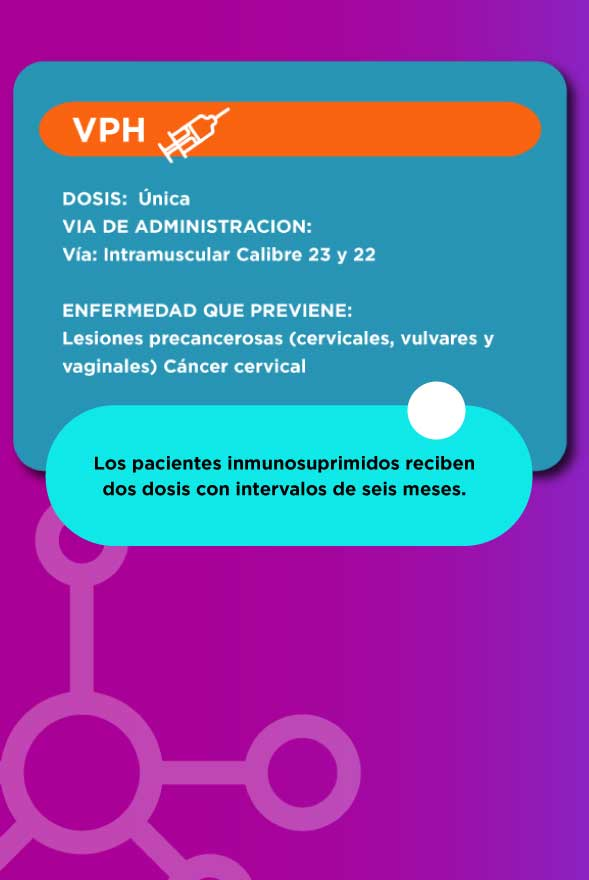 VPH
DOSIS: Única
VIA DE ADMINISTRACION:
Vía: Intramuscular Calibre 23 y 22
ENFERMEDAD QUE PREVIENE:
Lesiones precancerosas (cervicales, vulvares y
vaginales) Cáncer cervical
Los pacientes inmunosuprimidos reciben
dos dosis con intervalos de seis meses.